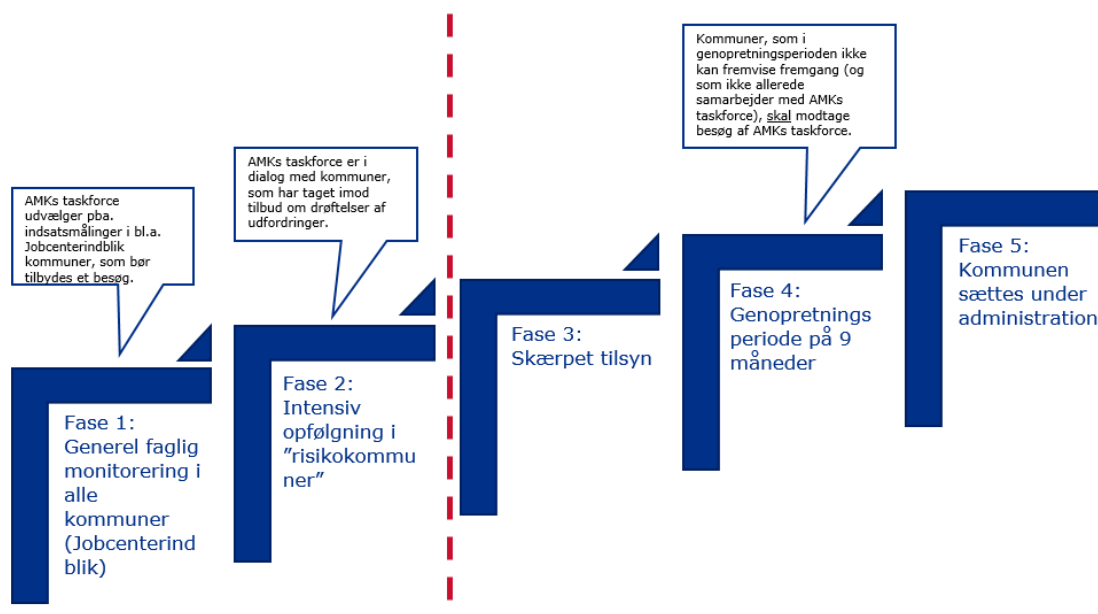 AMKs taskforce
udvælger pba.
indsatsmålinger i bl.a.
Jobcenterindblik
kommuner, som bør
tilbydes et besøg.
Fase 1:
Generel faglig
monitorering i
alle
kommuner
(Jobcenterind
blik)
AMKs taskforce er i
dialog med kommuner,
som har taget imod
tilbud om drøftelser af
udfordringer.
Fase 2:
Intensiv
opfølgning i
”risikokommu
ner”
Fase 3:
Skærpet tilsyn
Kommuner, som i
genopretningsperioden ikke
kan fremvise fremgang (og
som ikke allerede
samarbejder med AMKs
taskforce), skal modtage
besøg af AMKs taskforce.
Fase 4:
Genopretnings
periode på 9
måneder
Fase 5:
Kommunen
sættes under
administration